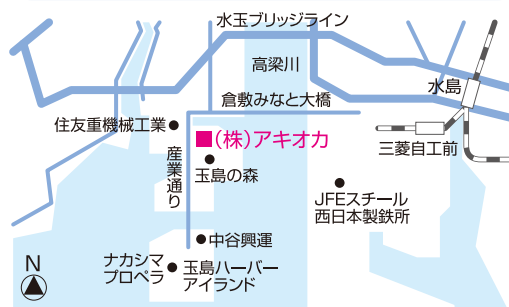 水玉ブリッジライン
高梁川
水島
倉敷みなと大橋
住友重機械工業
(株)アキオカ
三菱自工前
産業通り
玉島の森
JFEスチール
西日本製鉄所
中谷興運
ナカシマ
プロペラ
玉島ハーバー
アイランド
N